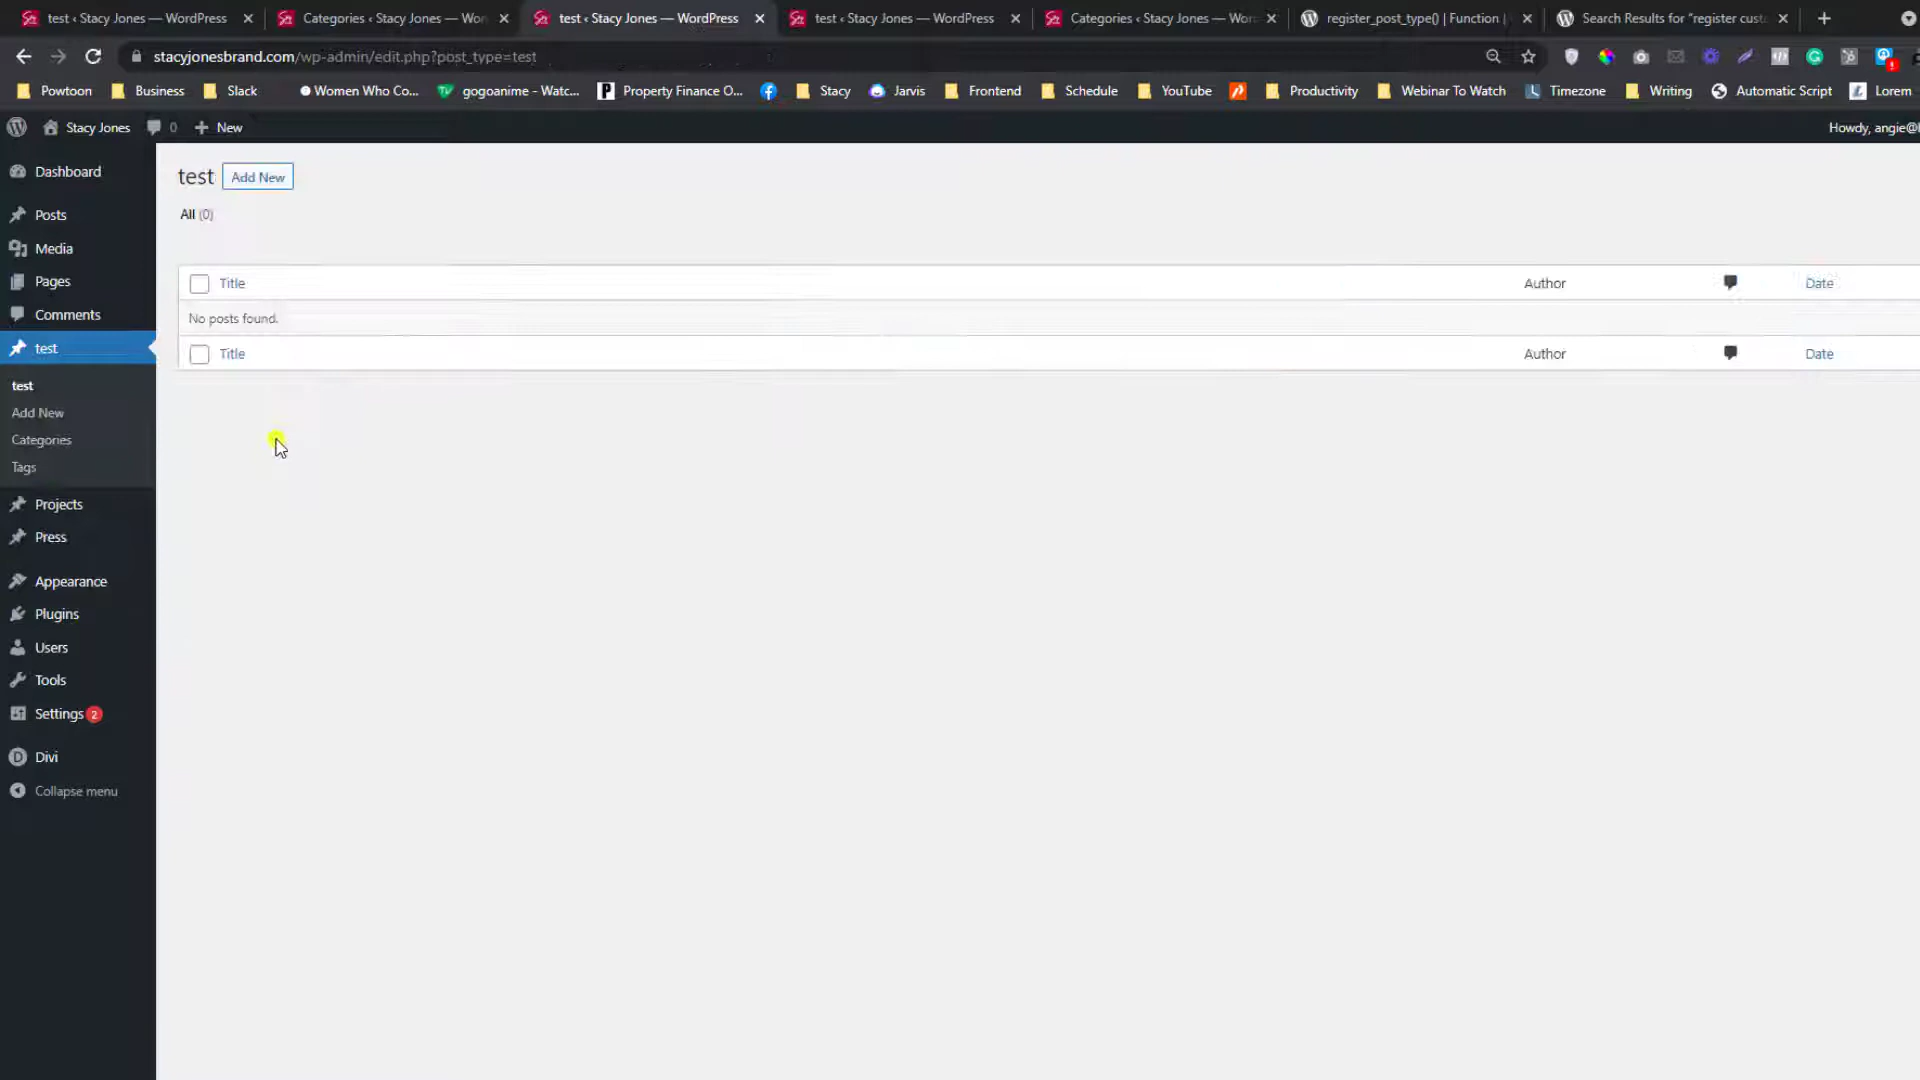 test ‹ Stacy Jones — WordPress
Categories ‹ Stacy Jones — Wor
test ‹ Stacy Jones — WordPress
test ‹ Stacy Jones — WordPress
Categories ‹ Stacy Jones — Wor
register_post_type() | Function |
Search Results for "register cust
stacyjonesbrand.com/wp-admin/edit.php?post_type=test
Powtoon
Business
Slack
Women Who Co...
gogoanime - Watc...
Property Finance O...
Stacy
Jarvis
Frontend
Schedule
YouTube
Productivity
Webinar To Watch
Timezone
Writing
Automatic Script
Lorem
Stacy Jones
0
New
Howdy, angie@
Dashboard
Posts
Media
Pages
Comments
test
test
Add New
Categories
Tags
Projects
Press
Appearance
Plugins
Users
Tools
Settings 2
Divi
Collapse menu
test Add New
All (0)
Title Author Date
No posts found.
Title Author Date